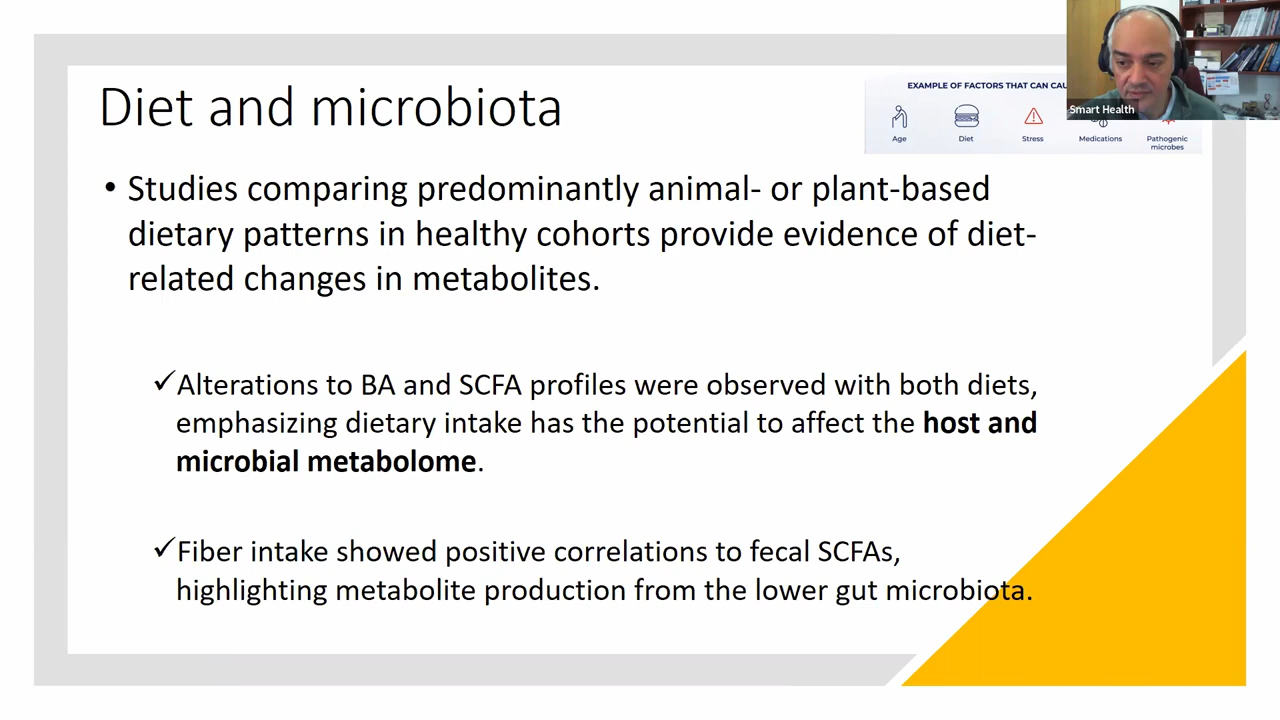 Diet and microbiota
EXAMPLE OF FACTORS THAT CAN CAU
Age
Diet
Stress
Medications
Pathogenic
microbes
Smart Health
• Studies comparing predominantly animal- or plant-based
dietary patterns in healthy cohorts provide evidence of diet-
related changes in metabolites.
✓Alterations to BA and SCFA profiles were observed with both diets,
emphasizing dietary intake has the potential to affect the host and
microbial metabolome.
✓Fiber intake showed positive correlations to fecal SCFAs,
highlighting metabolite production from the lower gut microbiota.